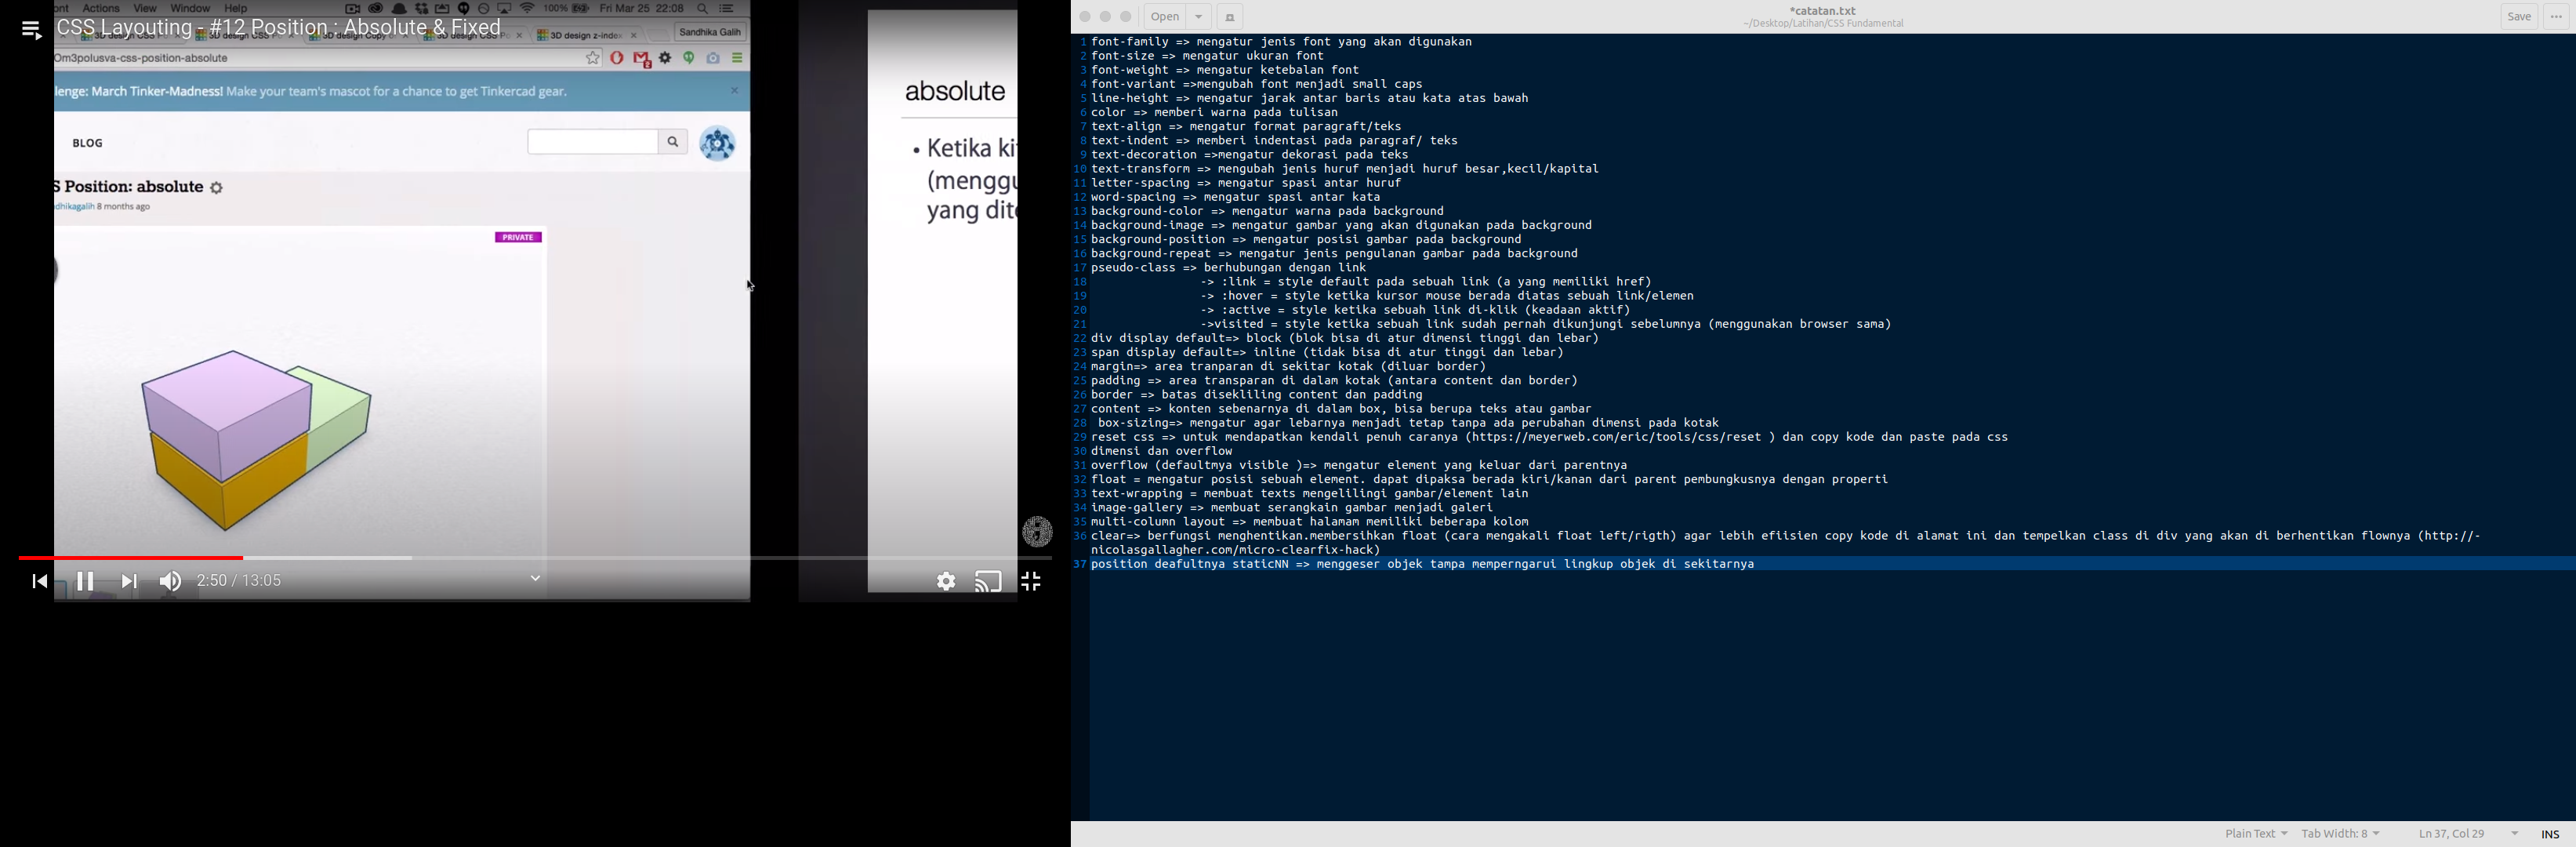 Actions View Window Help 100% Fri Mar 25 22:08
CSS Layouting - #12 Position : Absolute & Fixed
3D design z-index
Sandhika Galih
Om3polusva-css-position-absolute
lenge: March Tinker-Madness! Make your team's mascot for a chance to get Tinkercad gear.
BLOG
S Position: absolute
dhikagalih 8 months ago
PRIVATE
2:50 / 13:05
absolute
• Ketika ki
(menggu
yang dite
Open
*catatan.txt
~/Desktop/Latihan/CSS Fundamental
Save
1 font-family => mengatur jenis font yang akan digunakan
2 font-size => mengatur ukuran font
3 font-weight => mengatur ketebalan font
4 font-variant =>mengubah font menjadi small caps
5 line-height => mengatur jarak antar baris atau kata atas bawah
6 color => memberi warna pada tulisan
7 text-align => mengatur format paragraft/teks
8 text-indent => memberi indentasi pada paragraf/ teks
9 text-decoration =>mengatur dekorasi pada teks
10 text-transform => mengubah jenis huruf menjadi huruf besar,kecil/kapital
11 letter-spacing => mengatur spasi antar huruf
12 word-spacing => mengatur spasi antar kata
13 background-color => mengatur warna pada background
14 background-image => mengatur gambar yang akan digunakan pada background
15 background-position => mengatur posisi gambar pada background
16 background-repeat => mengatur jenis pengulanan gambar pada background
17 pseudo-class => berhubungan dengan link
18 -> :link = style default pada sebuah link (a yang memiliki href)
19 -> :hover = style ketika kursor mouse berada diatas sebuah link/elemen
20 -> :active = style ketika sebuah link di-klik (keadaan aktif)
21 ->visited = style ketika sebuah link sudah pernah dikunjungi sebelumnya (menggunakan browser sama)
22 div display default=> block (blok bisa di atur dimensi tinggi dan lebar)
23 span display default=> inline (tidak bisa di atur tinggi dan lebar)
24 margin=> area tranparan di sekitar kotak (diluar border)
25 padding => area transparan di dalam kotak (antara content dan border)
26 border => batas disekliling content dan padding
27 content => konten sebenarnya di dalam box, bisa berupa teks atau gambar
28 box-sizing=> mengatur agar lebarnya menjadi tetap tanpa ada perubahan dimensi pada kotak
29 reset css => untuk mendapatkan kendali penuh caranya (https://meyerweb.com/eric/tools/css/reset ) dan copy kode dan paste pada css
30 dimensi dan overflow
31 overflow (defaultmya visible )=> mengatur element yang keluar dari parentnya
32 float = mengatur posisi sebuah element. dapat dipaksa berada kiri/kanan dari parent pembungkusnya dengan properti
33 text-wrapping = membuat texts mengelilingi gambar/element lain
34 image-gallery => membuat serangkain gambar menjadi galeri
35 multi-column layout => membuat halamam memiliki beberapa kolom
36 clear=> berfungsi menghentikan.membersihkan float (cara mengakali float left/rigth) agar lebih efiisien copy kode di alamat ini dan tempelkan class di div yang akan di berhentikan flownya (http://-
nicolasgallagher.com/micro-clearfix-hack)
37 position deafultnya staticNN => menggeser objek tampa memperngarui lingkup objek di sekitarnya
Plain Text Tab Width: 8 Ln 37, Col 29 INS